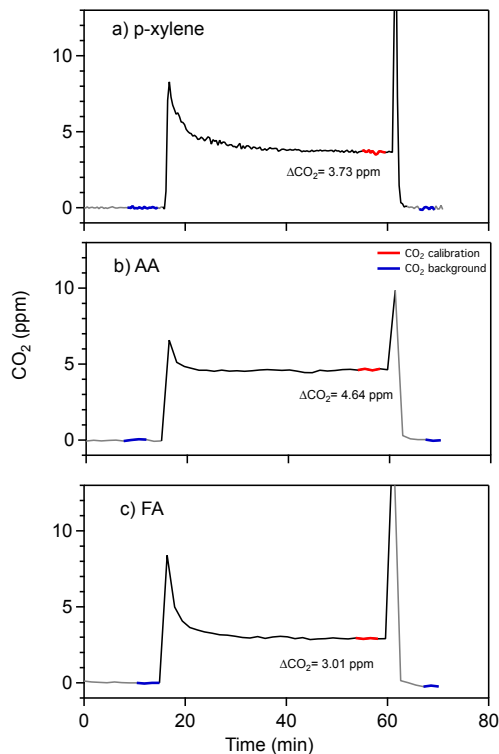 a) p-xylene
10
5
0
ΔCO₂= 3.73 ppm
b) AA
CO₂ calibration
CO₂ background
10
5
0
ΔCO₂= 4.64 ppm
CO₂ (ppm)
c) FA
10
5
0
ΔCO₂= 3.01 ppm
0 20 40 60 80
Time (min)